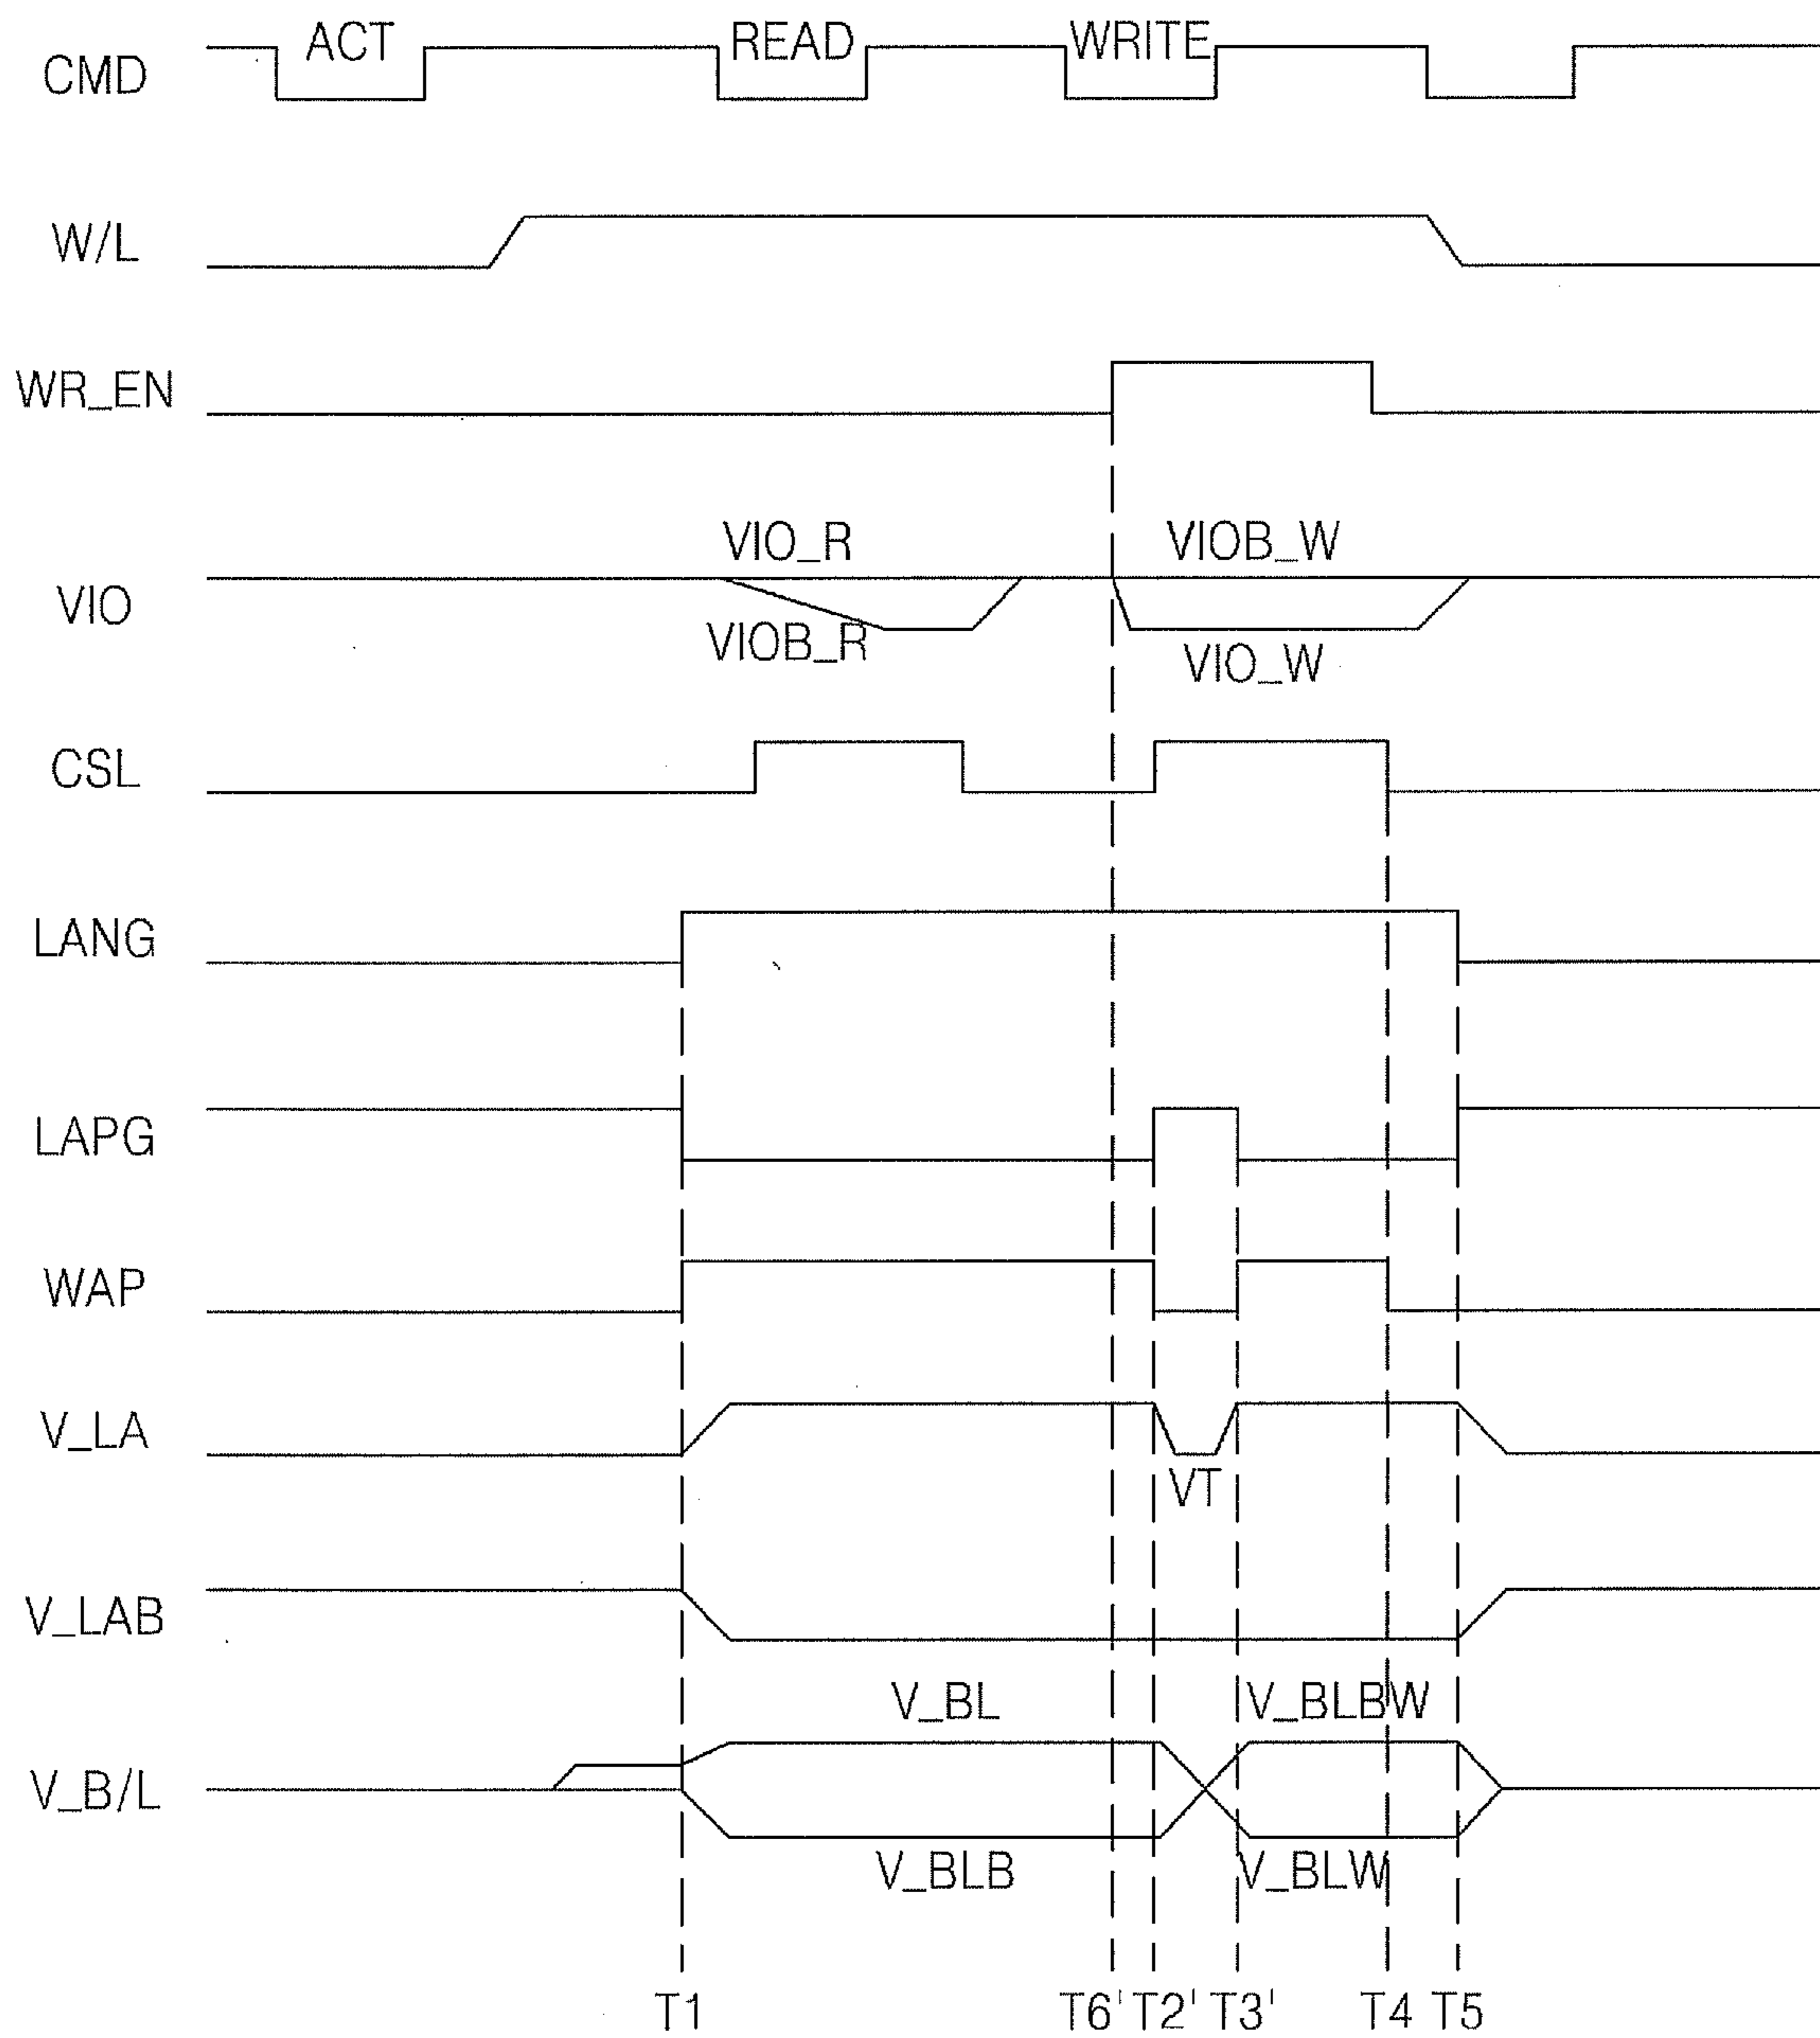 CMD ACT READ WRITE
W/L
WR_EN
VIO_R VIOB_W
VIO
VIOB_R VIO_W
CSL
LANG
LAPG
WAP
V_LA
VT
V_LAB
V_BL V_BLBW
V_B/L
V_BLB V_BLW
T1 T6' T2' T3' T4 T5